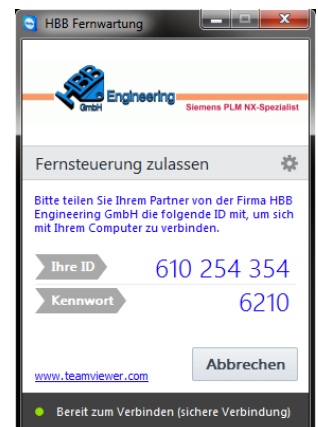 HBB Fernwartung
HBB
GmbH
Engineering
Siemens PLM NX-Spezialist
Fernsteuerung zulassen
Bitte teilen Sie Ihrem Partner von der Firma HBB
Engineering GmbH die folgende ID mit, um sich
mit Ihrem Computer zu verbinden.
Ihre ID 610 254 354
Kennwort 6210
Abbrechen
www.teamviewer.com
Bereit zum Verbinden (sichere Verbindung)